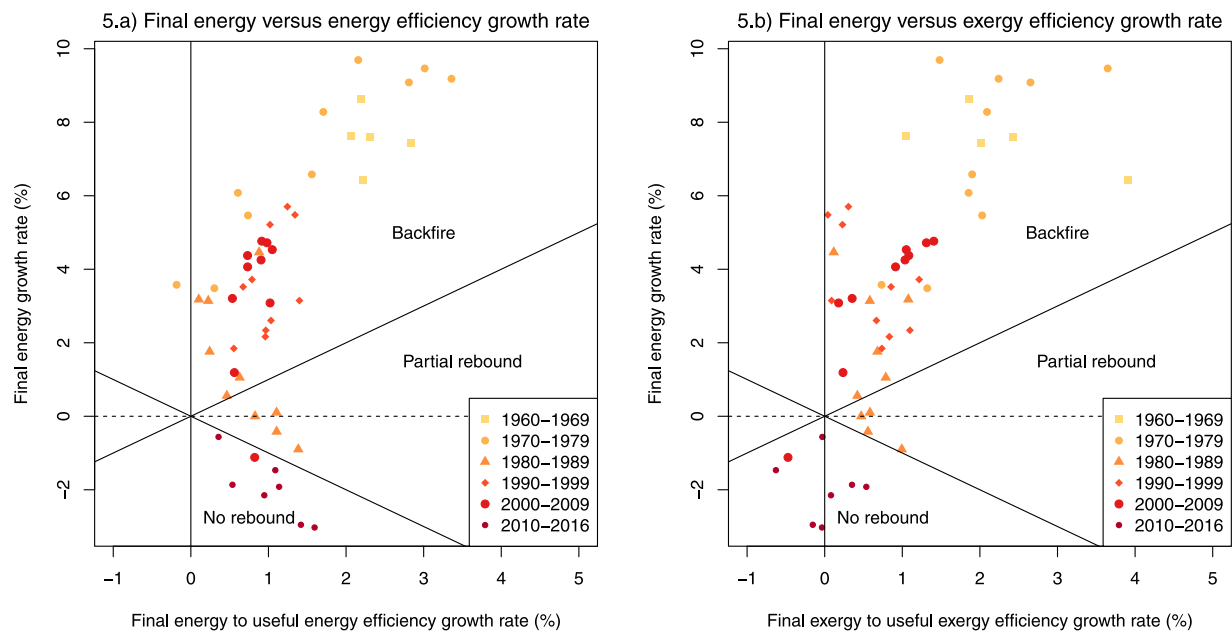 5.a) Final energy versus energy efficiency growth rate
Final energy growth rate (%)
10
8
6
4
2
0
−2
Backfire
Partial rebound
No rebound
1960−1969
1970−1979
1980−1989
1990−1999
2000−2009
2010−2016
−1 0 1 2 3 4 5
Final energy to useful energy efficiency growth rate (%)
5.b) Final energy versus exergy efficiency growth rate
Final energy growth rate (%)
10
8
6
4
2
0
−2
Backfire
Partial rebound
No rebound
1960−1969
1970−1979
1980−1989
1990−1999
2000−2009
2010−2016
−1 0 1 2 3 4 5
Final exergy to useful exergy efficiency growth rate (%)